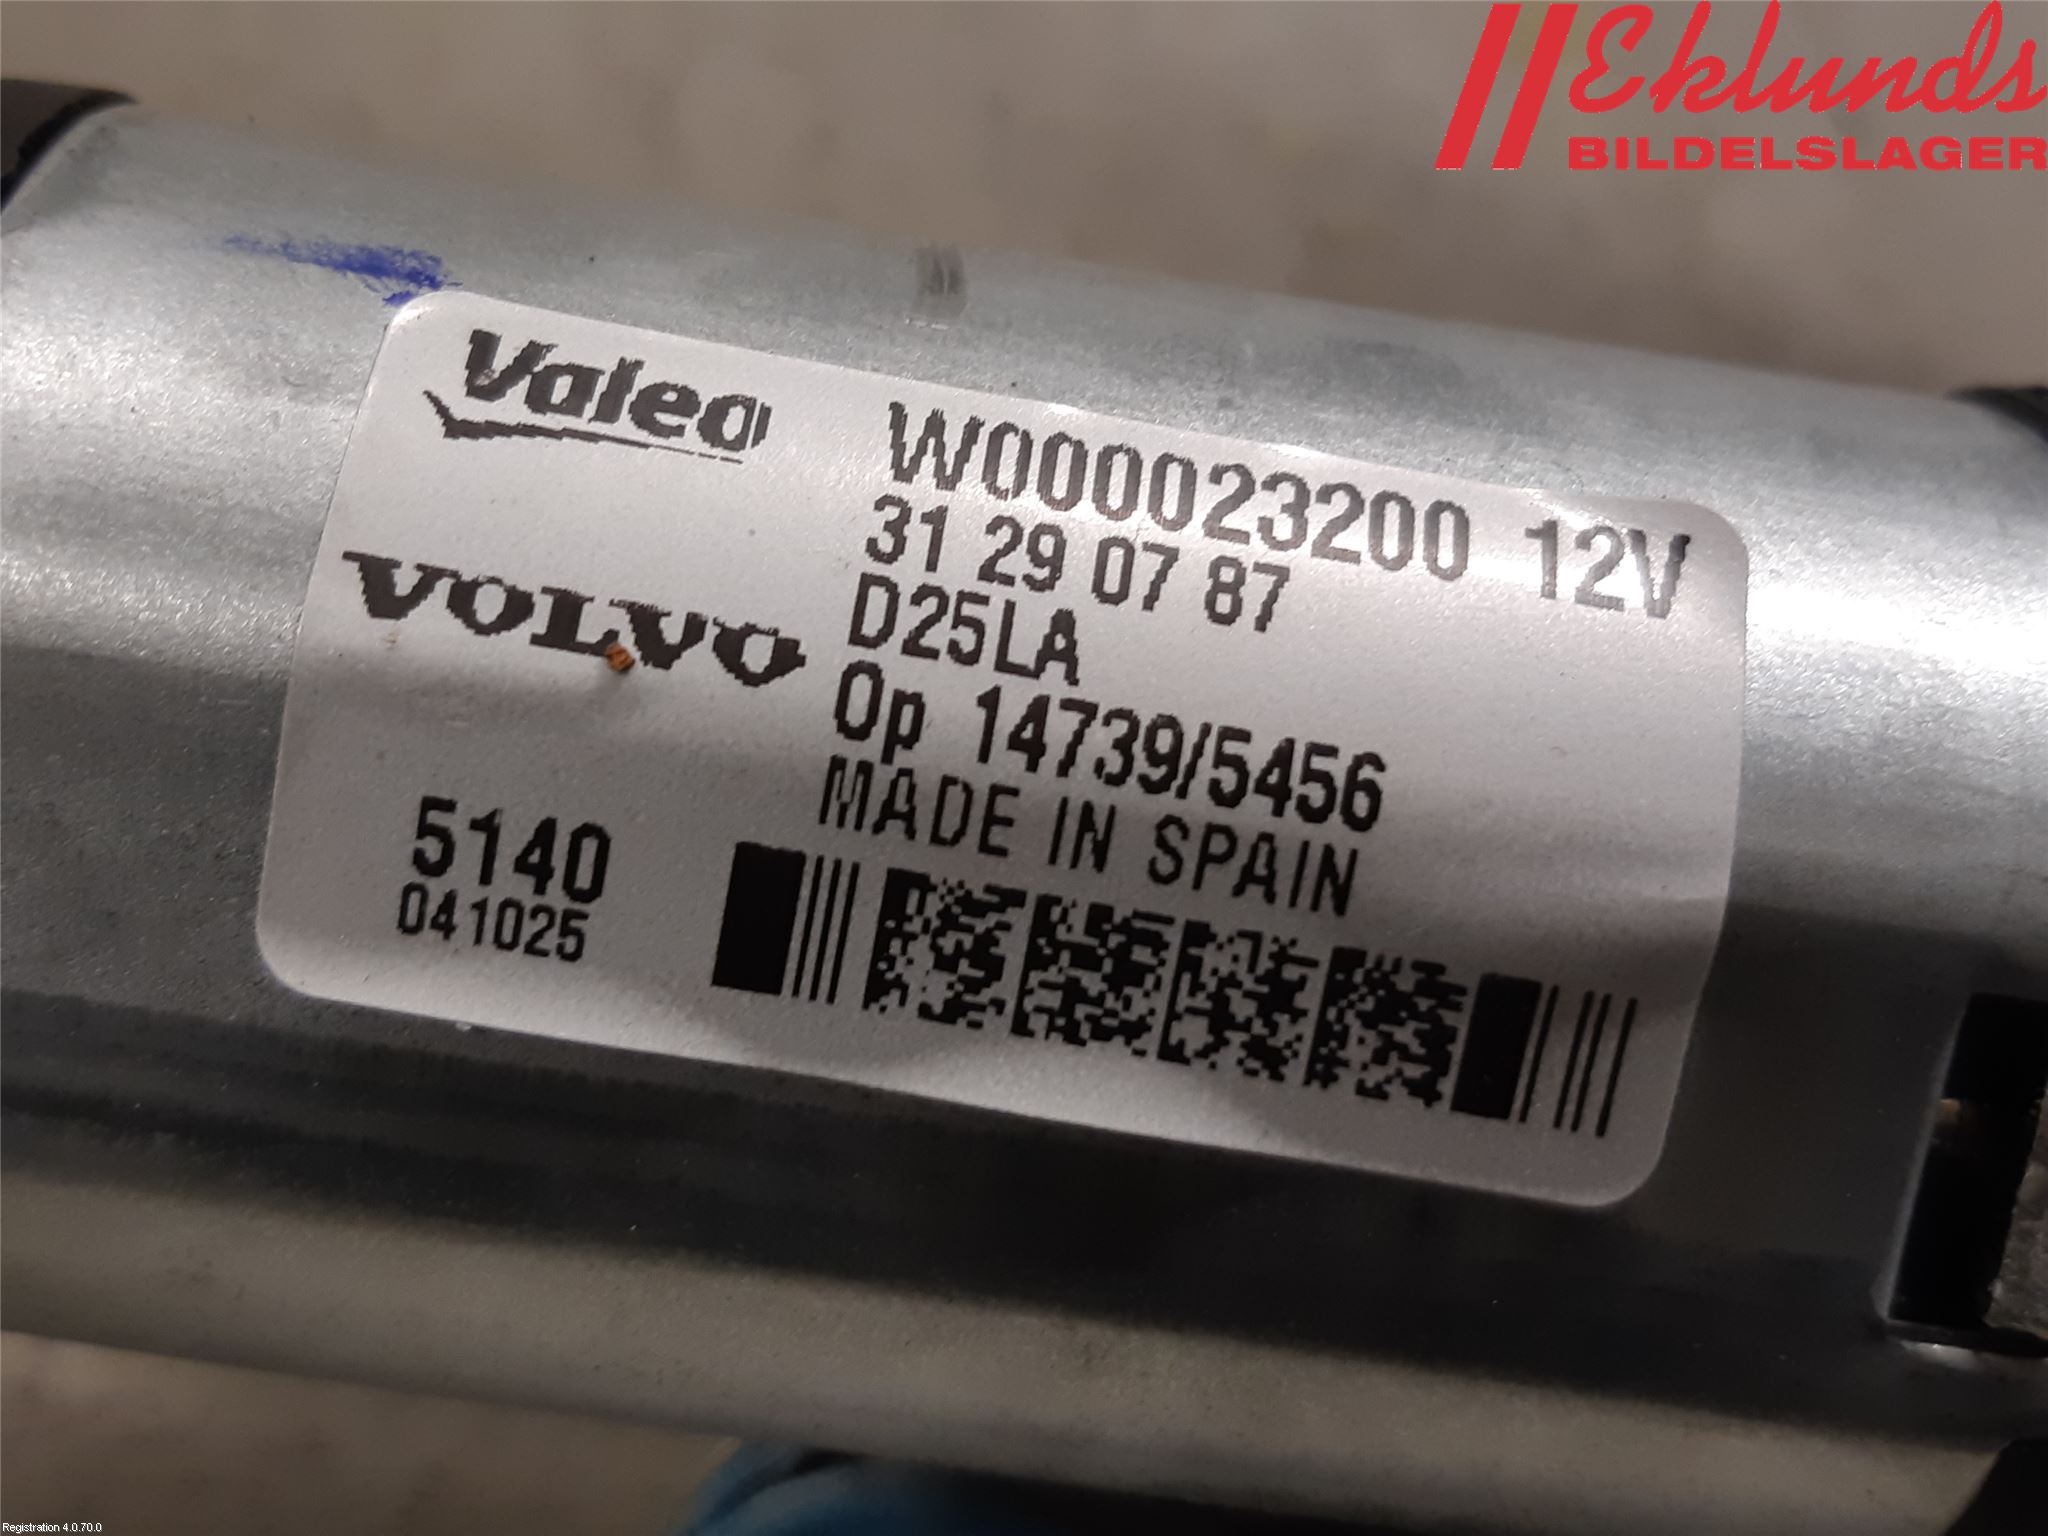 Eklunds
BILDELSLAGER
Valeo
W000023200 12V
31 29 07 87
VOLVO
D25LA
Op 14739/5456
MADE IN SPAIN
5140
041025
Registration 4.0.70.0